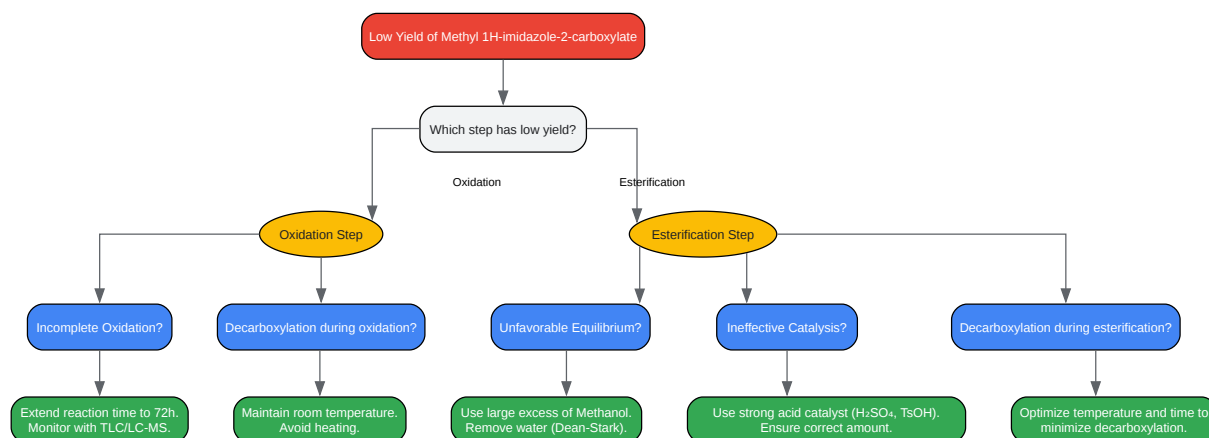 Low Yield of Methyl 1H-imidazole-2-carboxylate
Which step has low yield?
Oxidation
Esterification
Oxidation Step
Esterification Step
Incomplete Oxidation?
Decarboxylation during oxidation?
Unfavorable Equilibrium?
Ineffective Catalysis?
Decarboxylation during esterification?
Extend reaction time to 72h.
Monitor with TLC/LC-MS.
Maintain room temperature.
Avoid heating.
Use large excess of Methanol.
Remove water (Dean-Stark).
Use strong acid catalyst (H₂SO₄, TsOH).
Ensure correct amount.
Optimize temperature and time to
minimize decarboxylation.